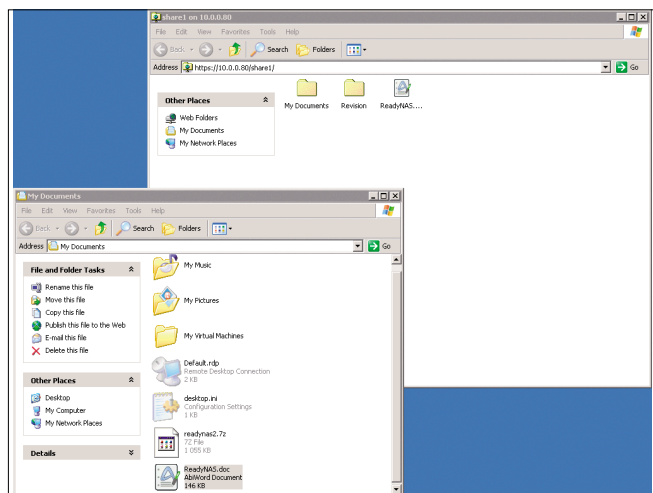 share1 on 10.0.0.80
File Edit View Favorites Tools Help
Back Search Folders
Address https://10.0.0.80/share1/ Go
Other Places
Web Folders
My Documents
My Network Places
My Documents Revision ReadyNAS....
My Documents
File Edit View Favorites Tools Help
Back Search Folders
Address My Documents Go
File and Folder Tasks
Rename this file
Move this file
Copy this file
Publish this file to the Web
E-mail this file
Delete this file
Other Places
Desktop
My Computer
My Network Places
Details
My Music
My Pictures
My Virtual Machines
Default.rdp
Remote Desktop Connection
2 KB
desktop.ini
Configuration Settings
1 KB
readynas2.7z
7Z File
1 055 KB
ReadyNAS.doc
AbiWord Document
146 KB